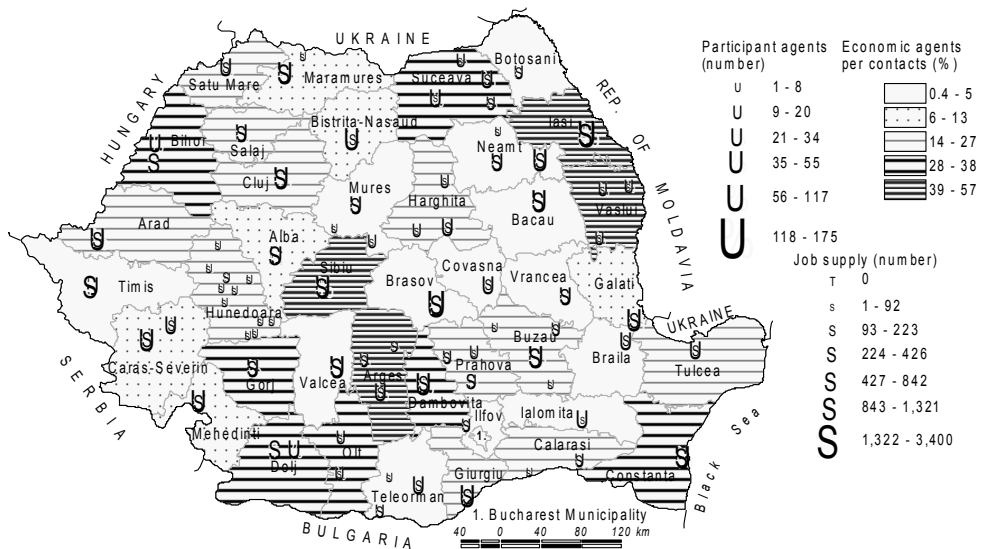 UKRAINE
HUNGARY
REP. OF MOLDAVIA
UKRAINE
SERBIA
BULGARIA
Black Sea
Satu Mare
Maramures
Suceava
Botosani
Bihor
Salaj
Bistrita-Nasaud
Iasi
Neamt
Cluj
Mures
Harghita
Bacau
Vaslui
Arad
Alba
Sibiu
Covasna
Brasov
Vrancea
Galati
Timis
Hunedoara
Caras-Severin
Gorj
Valcea
Arges
Dambovita
Prahova
Buzau
Braila
Tulcea
Mehedinti
Dolj
Olt
Teleorman
Ilfov
1.
Ialomita
Calarasi
Giurgiu
Constanta
1. Bucharest Municipality
40 0 40 80 120 km
Participant agents
(number)
U 1 - 8
U 9 - 20
U 21 - 34
U 35 - 55
U 56 - 117
U 118 - 175
Economic agents
per contacts (%)
0.4 - 5
6 - 13
14 - 27
28 - 38
39 - 57
Job supply (number)
T 0
S 1 - 92
S 93 - 223
S 224 - 426
S 427 - 842
S 843 - 1,321
S 1,322 - 3,400